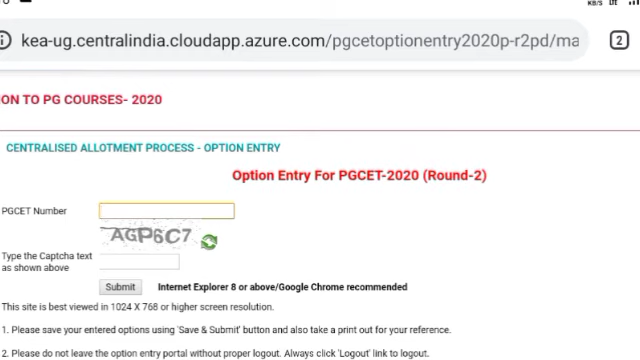 KB/S LTE
kea-ug.centralindia.cloudapp.azure.com/pgcetoptionentry2020p-r2pd/ma 2
ON TO PG COURSES- 2020
CENTRALISED ALLOTMENT PROCESS - OPTION ENTRY
Option Entry For PGCET-2020 (Round-2)
PGCET Number
AGP6C7
Type the Captcha text
as shown above
Submit Internet Explorer 8 or above/Google Chrome recommended
This site is best viewed in 1024 X 768 or higher screen resolution.
1. Please save your entered options using 'Save & Submit' button and also take a print out for your reference.
2. Please do not leave the option entry portal without proper logout. Always click 'Logout' link to logout.